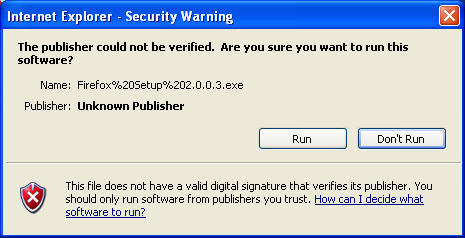 Internet Explorer - Security Warning
The publisher could not be verified.  Are you sure you want to run this
software?
Name: Firefox%20Setup%202.0.0.3.exe
Publisher: Unknown Publisher
Run Don't Run
This file does not have a valid digital signature that verifies its publisher. You
should only run software from publishers you trust. How can I decide what
software to run?